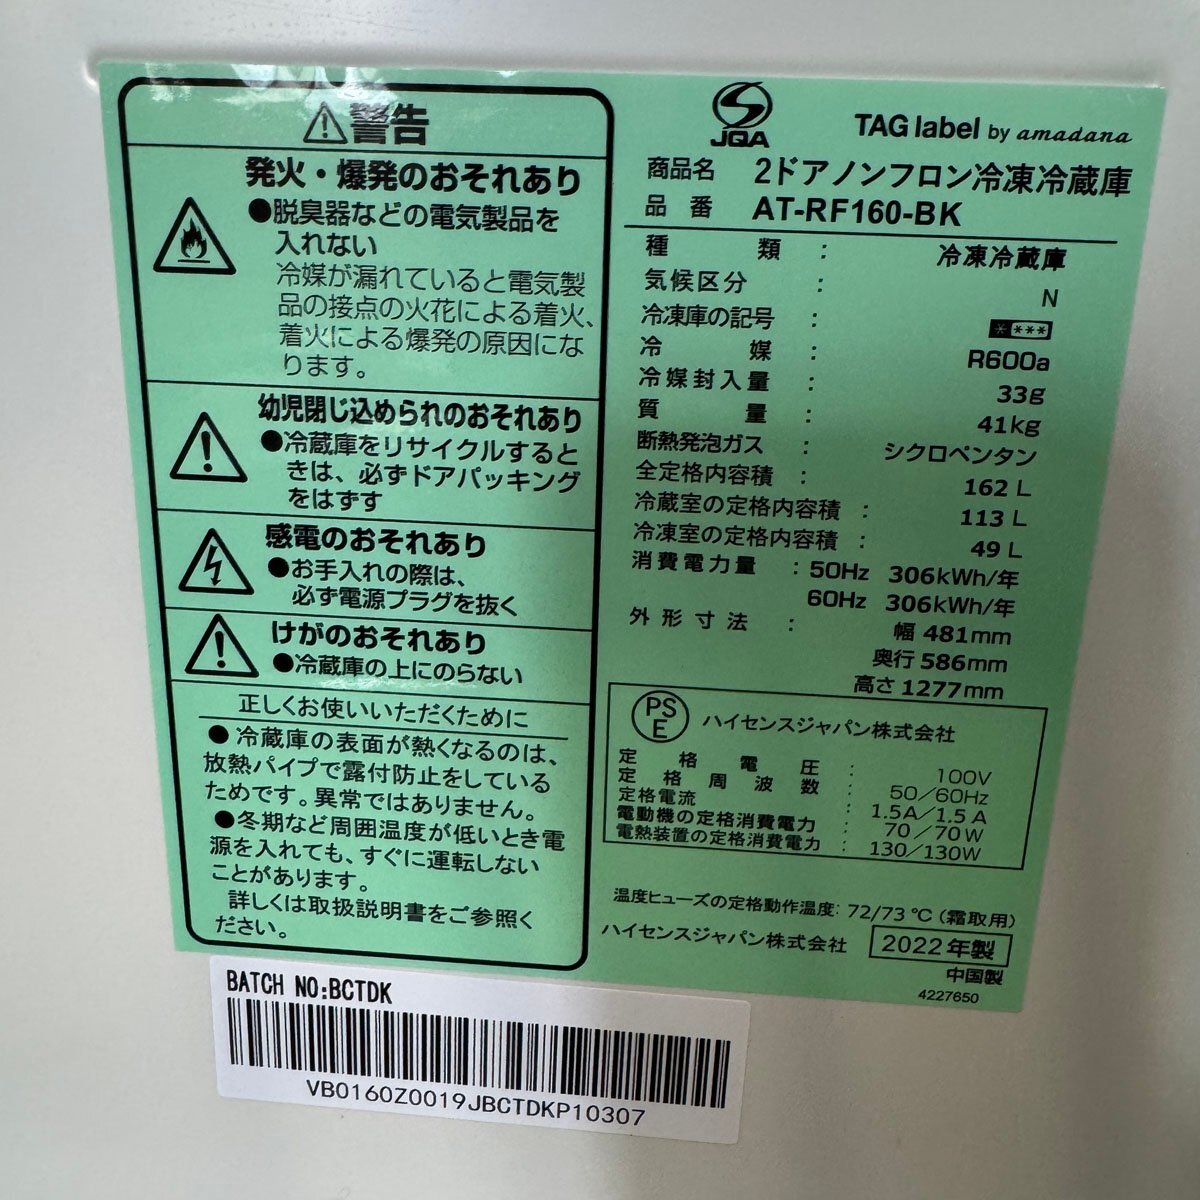 警告
発火・爆発のおそれあり
●脱臭器などの電気製品を
入れない
冷媒が漏れていると電気製
品の接点の火花による着火、
着火による爆発の原因にな
ります。
幼児閉じ込められのおそれあり
●冷蔵庫をリサイクルすると
きは、必ずドアパッキング
をはずす
感電のおそれあり
●お手入れの際は、
必ず電源プラグを抜く
けがのおそれあり
●冷蔵庫の上にのらない
正しくお使いいただくために
●冷蔵庫の表面が熱くなるのは、
放熱パイプで露付防止をしている
ためです。異常ではありません。
●冬期など周囲温度が低いとき電
源を入れても、すぐに運転しない
ことがあります。
詳しくは取扱説明書をご参照く
ださい。
JQA
TAG label by amadana
商品名 2ドアノンフロン冷凍冷蔵庫
品番 AT-RF160-BK
種類 : 冷凍冷蔵庫
気候区分 : N
冷凍庫の記号 : * ***
冷媒 : R600a
冷媒封入量 : 33g
質量 : 41kg
断熱発泡ガス : シクロペンタン
全定格内容積 : 162 L
冷蔵室の定格内容積 : 113 L
冷凍室の定格内容積 : 49 L
消費電力量 : 50Hz 306kWh/年
60Hz 306kWh/年
外形寸法 : 幅 481mm
奥行 586mm
高さ 1277mm
PSE ハイセンスジャパン株式会社
定格電圧 : 100V
定格周波数 : 50/60Hz
定格電流 : 1.5A/1.5A
電動機の定格消費電力 : 70/70W
電熱装置の定格消費電力 : 130/130W
温度ヒューズの定格動作温度: 72/73℃(霜取用)
ハイセンスジャパン株式会社 2022年製
中国製
4227650
BATCH NO:BCTDK
VB0160Z0019JBCTDKP10307